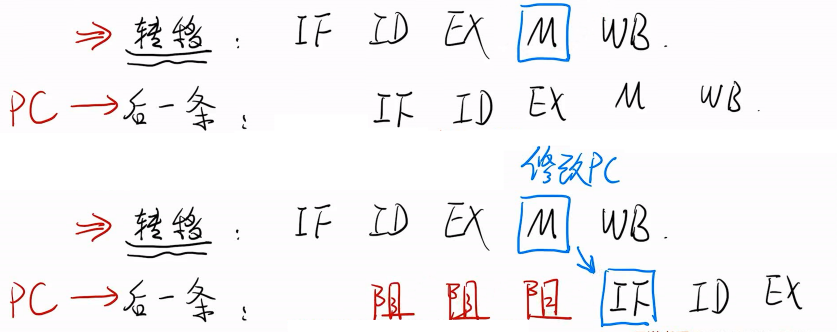 ⇒ 转移： IF ID EX M WB.
PC → 后一条： IF ID EX M WB.
修改PC
⇒ 转移： IF ID EX M WB.
PC → 后一条： 阻 阻 阻 IF ID EX